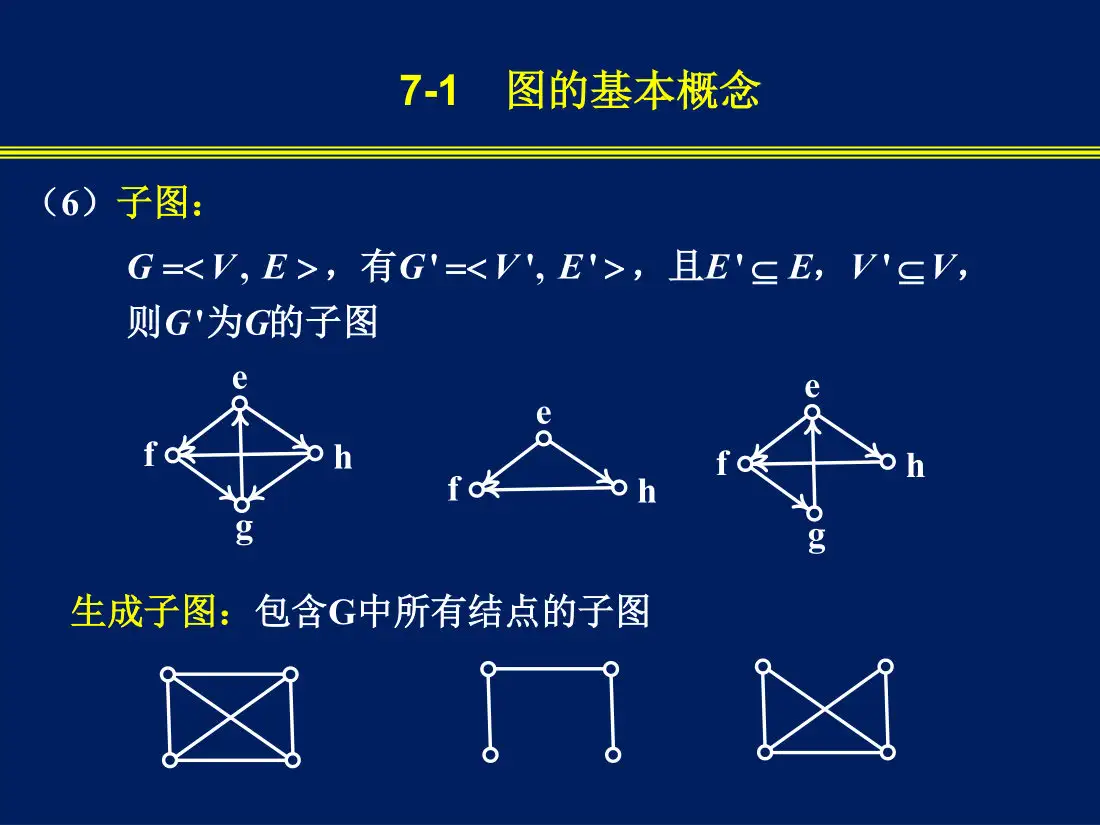 7-1 图的基本概念
（6）子图：
G =< V , E >，有G' =< V ', E ' >，且E ' ⊆ E，V ' ⊆ V，
则G'为G的子图
e
f
h
g
e
f
h
e
f
h
g
生成子图：包含G中所有结点的子图